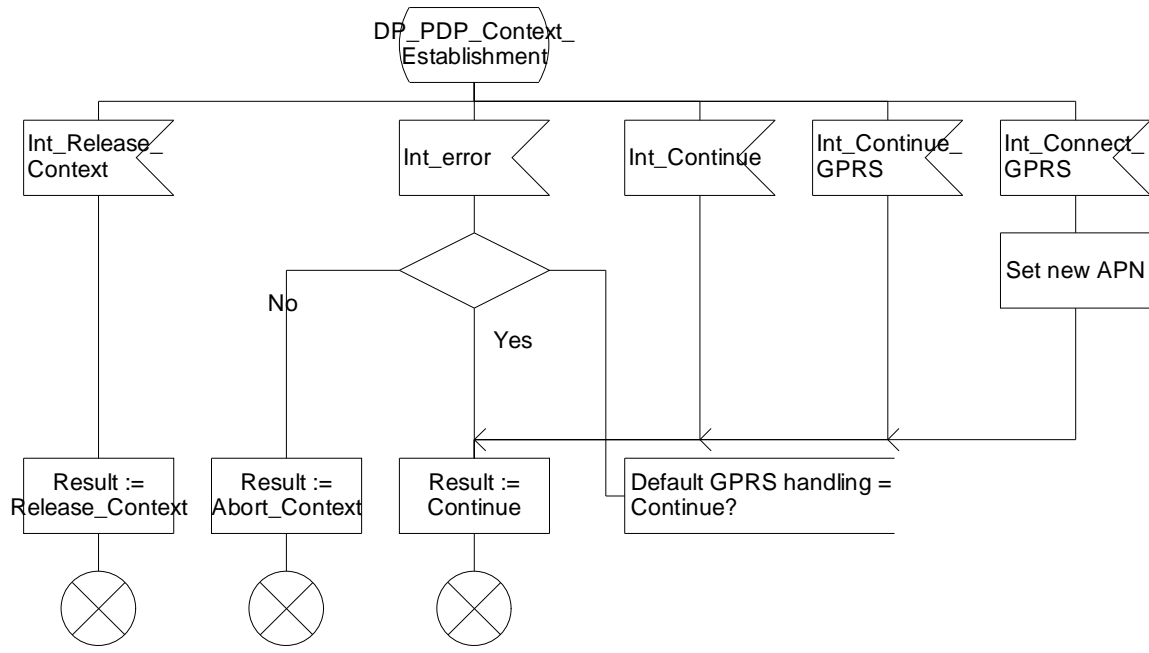 DP_PDP_Context_
Establishment
Int_Release_
Context
Int_error
Int_Continue
Int_Continue_
GPRS
Int_Connect_
GPRS
Set new APN
No
Yes
Result :=
Release_Context
Result :=
Abort_Context
Result :=
Continue
Default GPRS handling =
Continue?